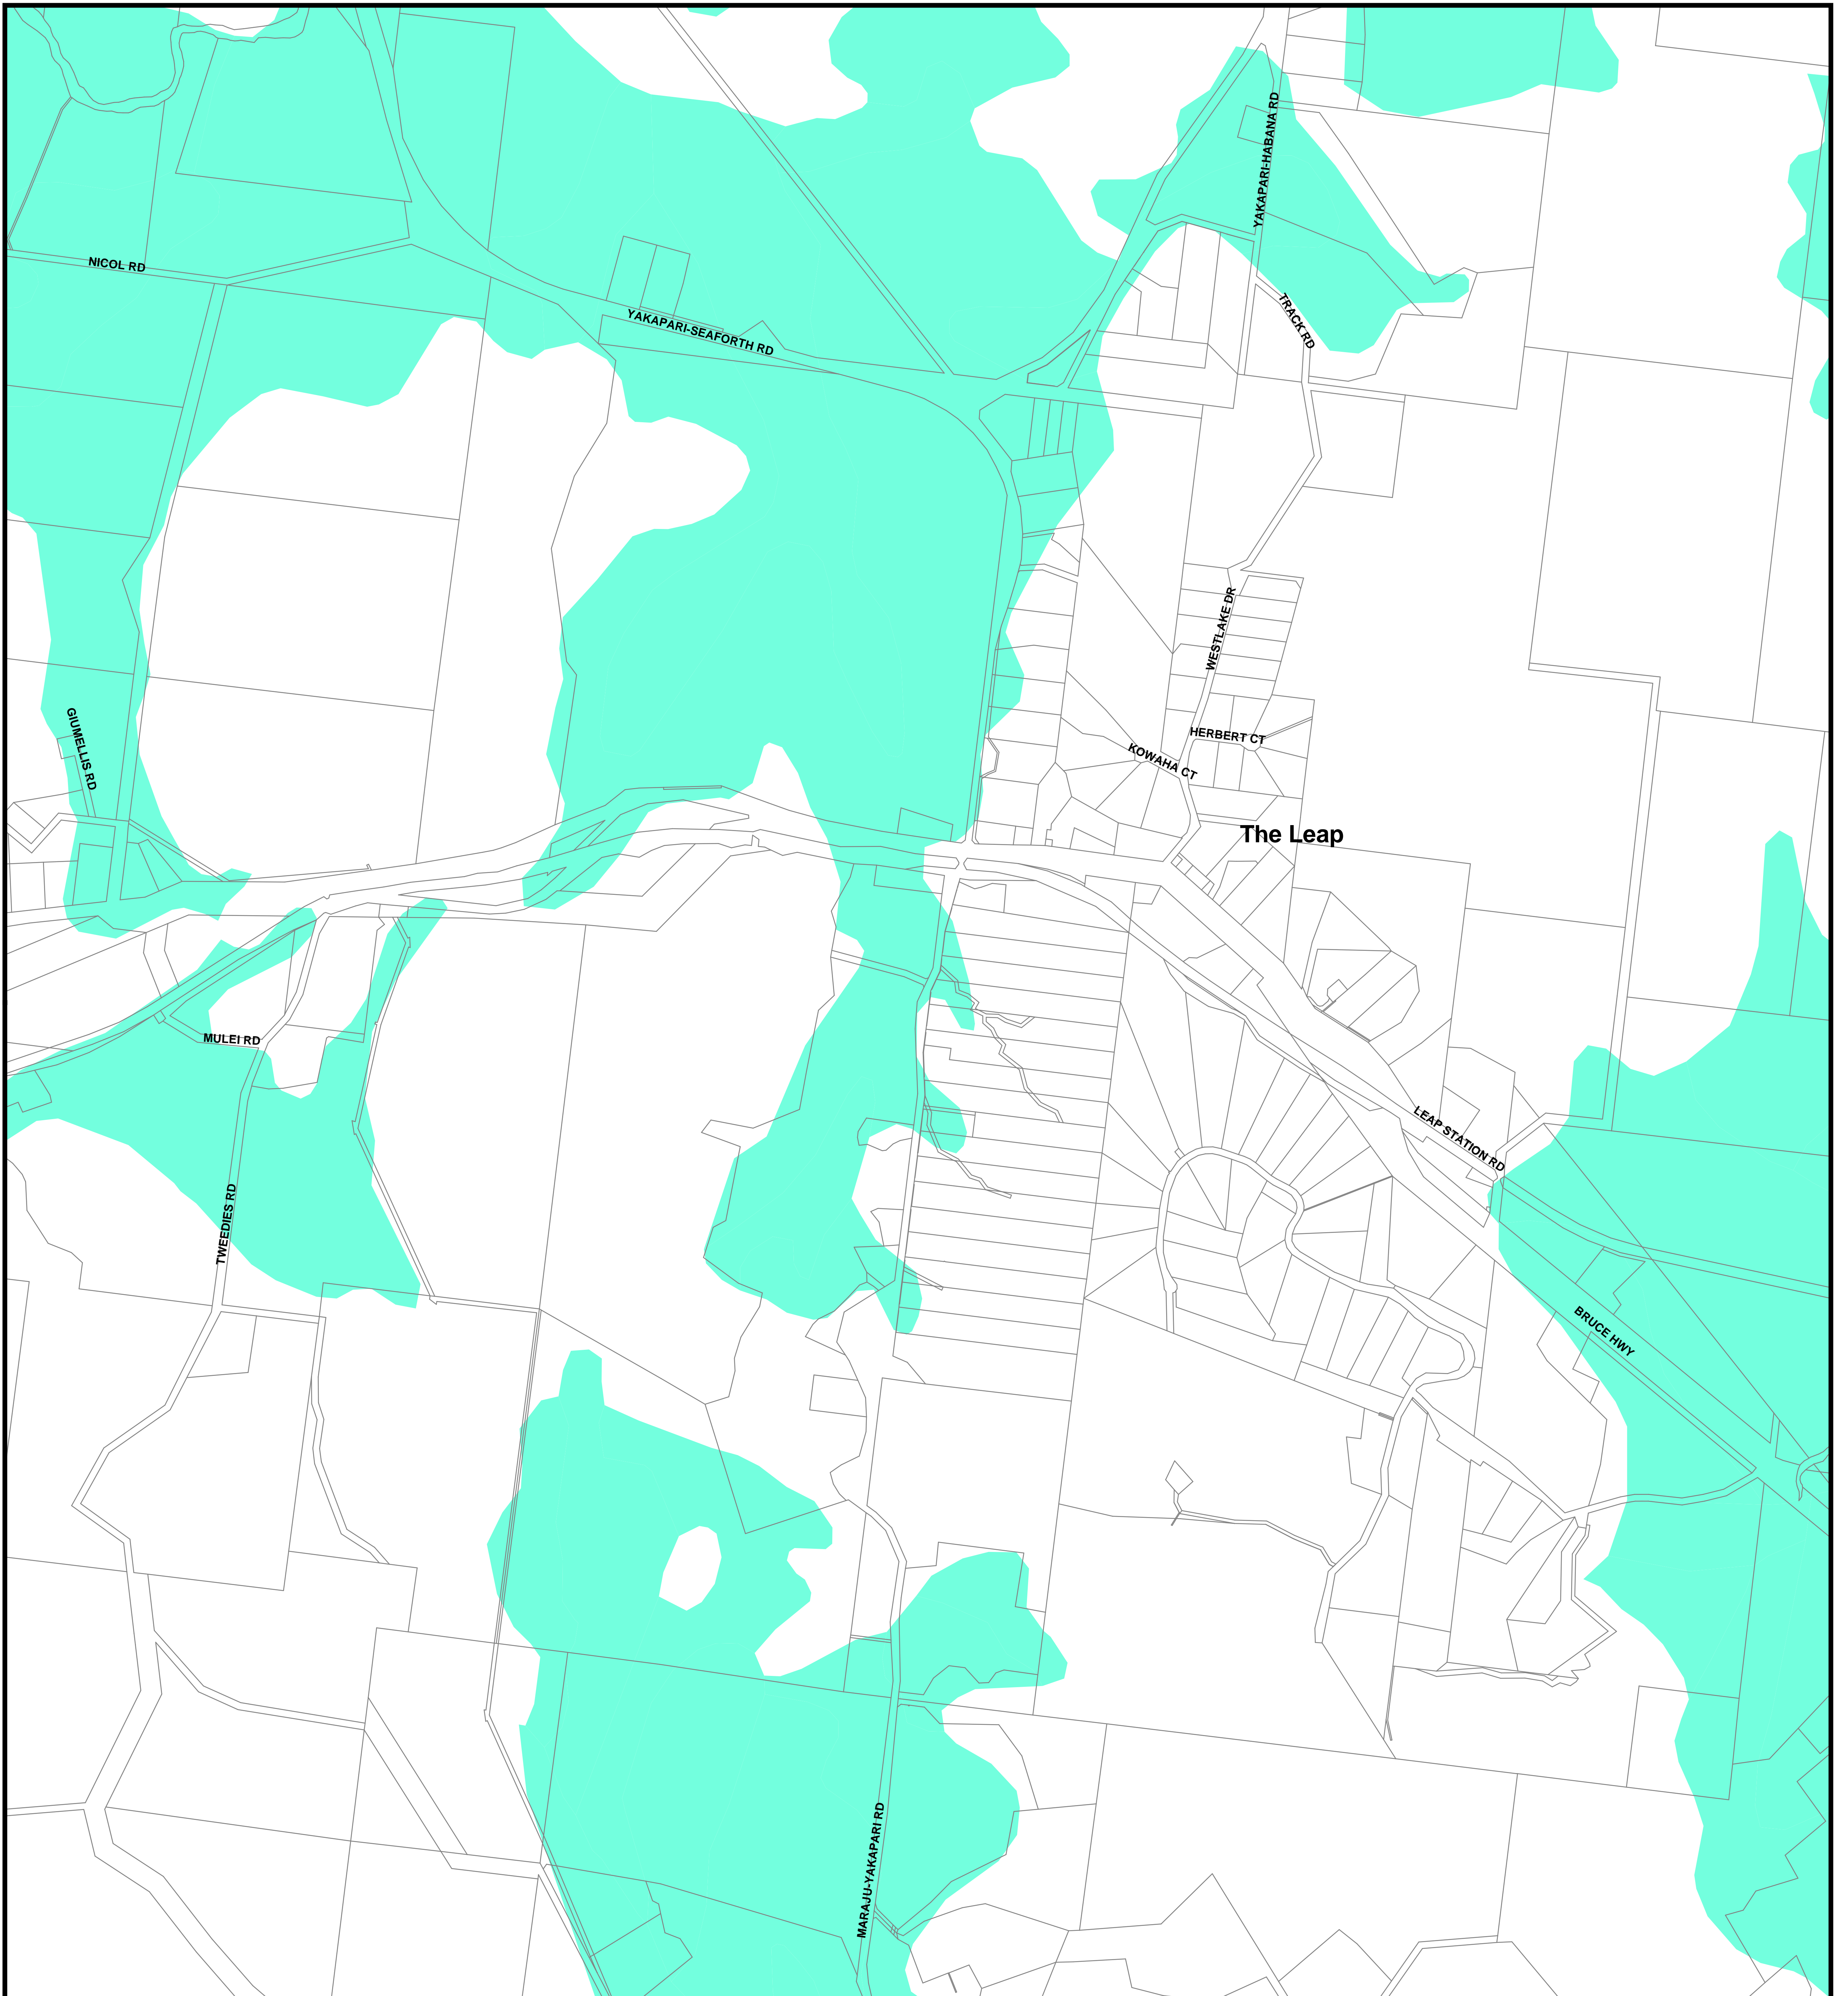 YAKAPARI-HABANA RD
NICOL RD
TRACK RD
YAKAPARI-SEAFORTH RD
WESTLAKE DR
GIUMELLIS RD
HERBERT CT
KOWAHA CT
The Leap
MULEI RD
LEAP STATION RD
TWEEDIES RD
BRUCE HWY
MARAJU-YAKAPARI RD